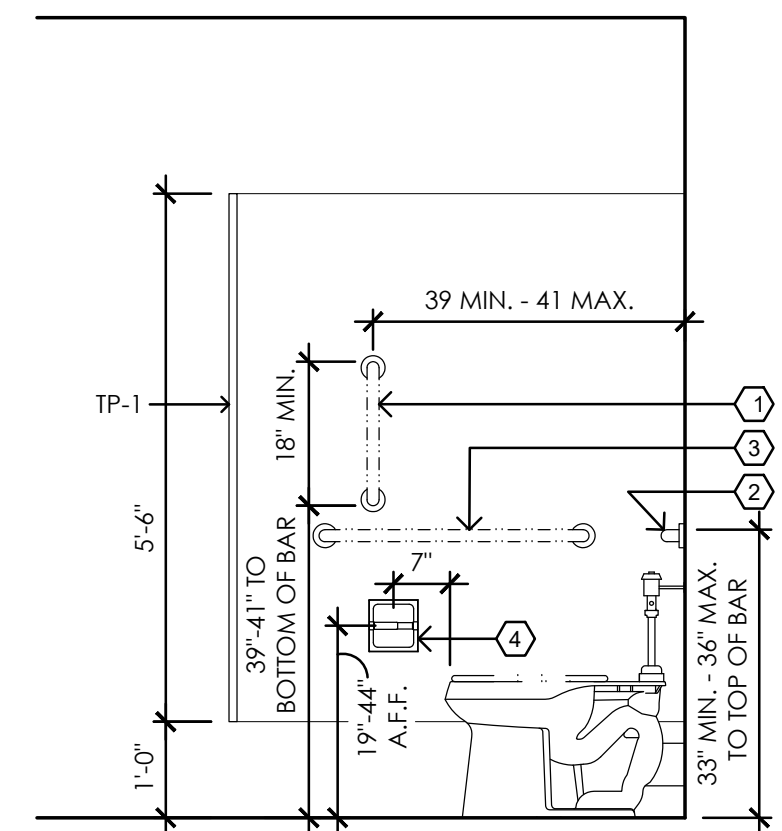 39 MIN. - 41 MAX.
TP-1
18" MIN.
1
3
2
5'-6"
39"-41" TO
BOTTOM OF BAR
7"
4
19"-44"
A.F.F.
33" MIN. - 36" MAX.
TO TOP OF BAR
1'-0"